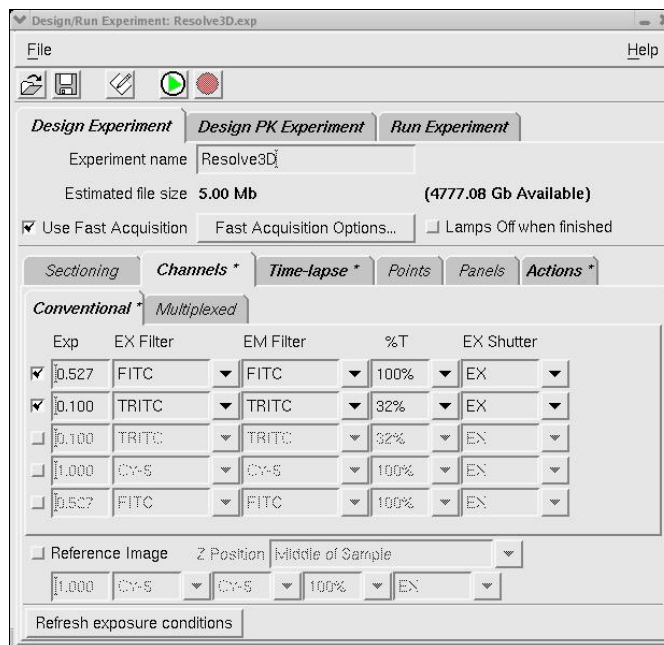 Design/Run Experiment: Resolve3D.exp
File Help
Design Experiment Design PK Experiment Run Experiment
Experiment name Resolve3D
Estimated file size 5.00 Mb (4777.08 Gb Available)
Use Fast Acquisition Fast Acquisition Options... Lamps Off when finished
Sectioning Channels * Time-lapse * Points Panels Actions *
Conventional * Multiplexed
Exp EX Filter EM Filter %T EX Shutter
0.527 FITC FITC 100% EX
0.100 TRITC TRITC 32% EX
0.100 TRITC TRITC 32% EX
1.000 CY-5 CY-5 100% EX
0.527 FITC FITC 100% EX
Reference Image Z Position Middle of Sample
1.000 CY-5 CY-5 100% EX
Refresh exposure conditions